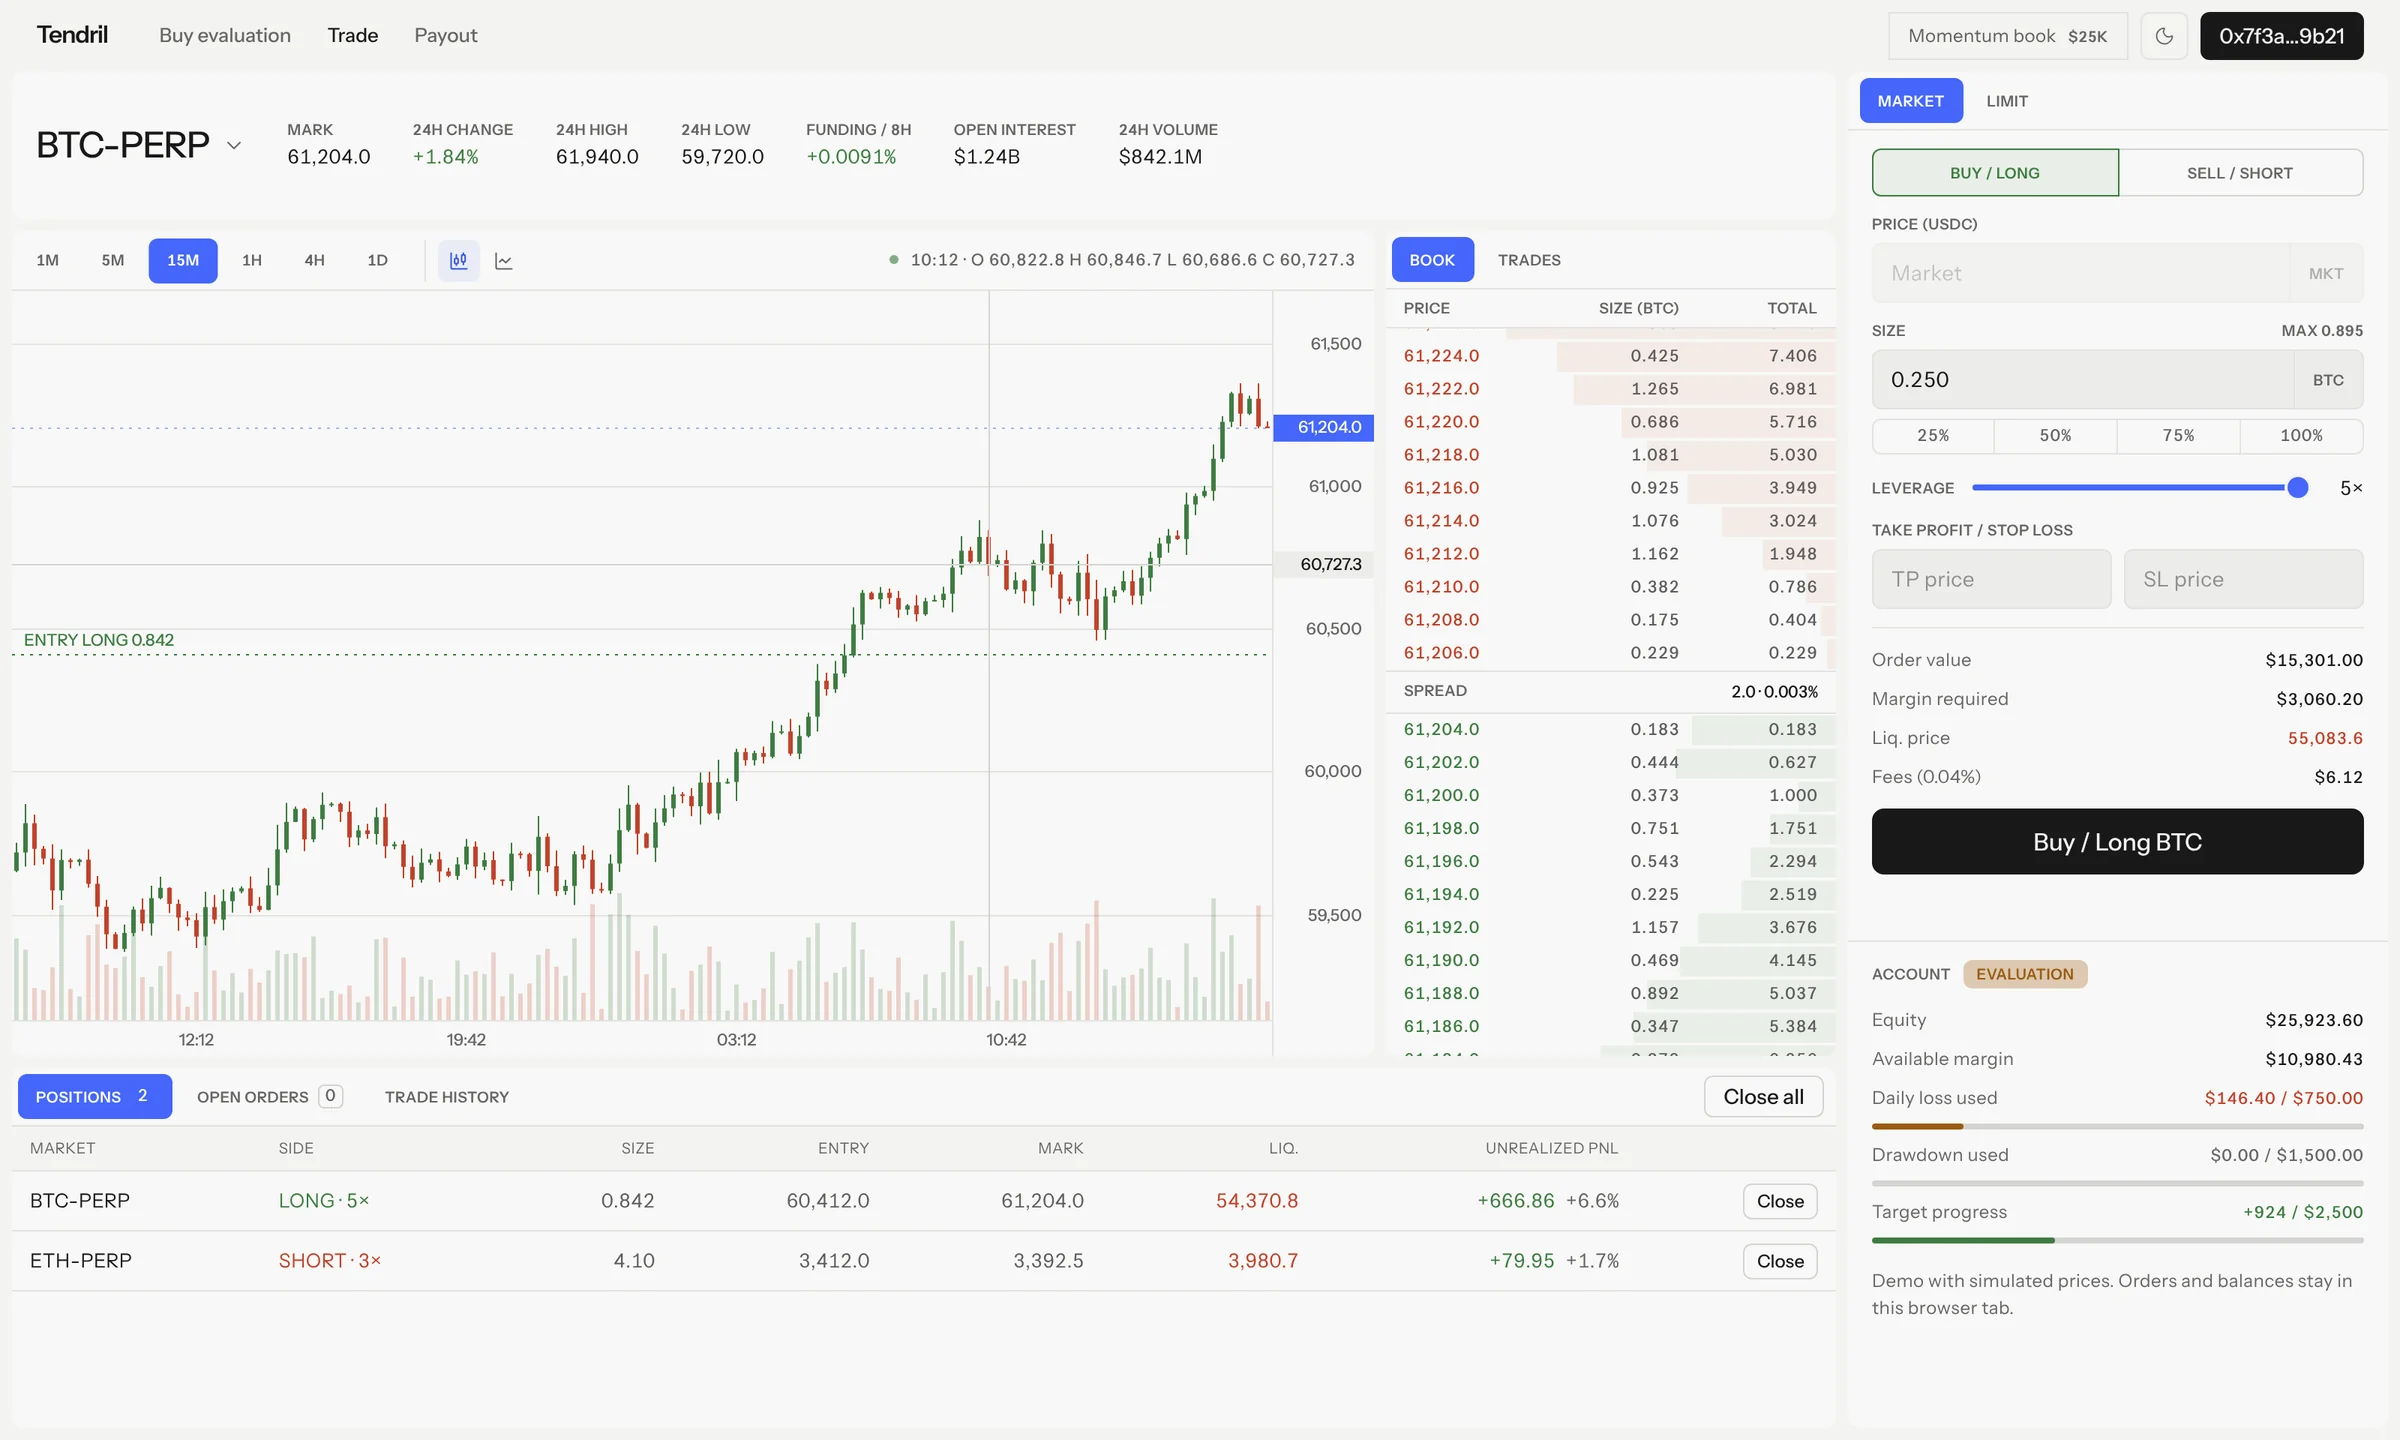 Tendril
Buy evaluation
Trade
Payout
Momentum book $25K
0x7f3a...9b21
BTC-PERP
MARK
61,204.0
24H CHANGE
+1.84%
24H HIGH
61,940.0
24H LOW
59,720.0
FUNDING / 8H
+0.0091%
OPEN INTEREST
$1.24B
24H VOLUME
$842.1M
1M 5M 15M 1H 4H 1D
10:12 · O 60,822.8 H 60,846.7 L 60,686.6 C 60,727.3
61,500
61,204.0
61,000
60,727.3
60,500
60,000
59,500
ENTRY LONG 0.842
12:12 19:42 03:12 10:42
BOOK TRADES
PRICE SIZE (BTC) TOTAL
61,224.0 0.425 7.406
61,222.0 1.265 6.981
61,220.0 0.686 5.716
61,218.0 1.081 5.030
61,216.0 0.925 3.949
61,214.0 1.076 3.024
61,212.0 1.162 1.948
61,210.0 0.382 0.786
61,208.0 0.175 0.404
61,206.0 0.229 0.229
SPREAD 2.0 · 0.003%
61,204.0 0.183 0.183
61,202.0 0.444 0.627
61,200.0 0.373 1.000
61,198.0 0.751 1.751
61,196.0 0.543 2.294
61,194.0 0.225 2.519
61,192.0 1.157 3.676
61,190.0 0.469 4.145
61,188.0 0.892 5.037
61,186.0 0.347 5.384
POSITIONS 2
OPEN ORDERS 0
TRADE HISTORY
Close all
MARKET SIDE SIZE ENTRY MARK LIQ. UNREALIZED PNL
BTC-PERP LONG · 5× 0.842 60,412.0 61,204.0 54,370.8 +666.86 +6.6% Close
ETH-PERP SHORT · 3× 4.10 3,412.0 3,392.5 3,980.7 +79.95 +1.7% Close
MARKET LIMIT
BUY / LONG SELL / SHORT
PRICE (USDC)
Market MKT
SIZE MAX 0.895
0.250 BTC
25% 50% 75% 100%
LEVERAGE 5×
TAKE PROFIT / STOP LOSS
TP price SL price
Order value $15,301.00
Margin required $3,060.20
Liq. price 55,083.6
Fees (0.04%) $6.12
Buy / Long BTC
ACCOUNT EVALUATION
Equity $25,923.60
Available margin $10,980.43
Daily loss used $146.40 / $750.00
Drawdown used $0.00 / $1,500.00
Target progress +924 / $2,500
Demo with simulated prices. Orders and balances stay in
this browser tab.